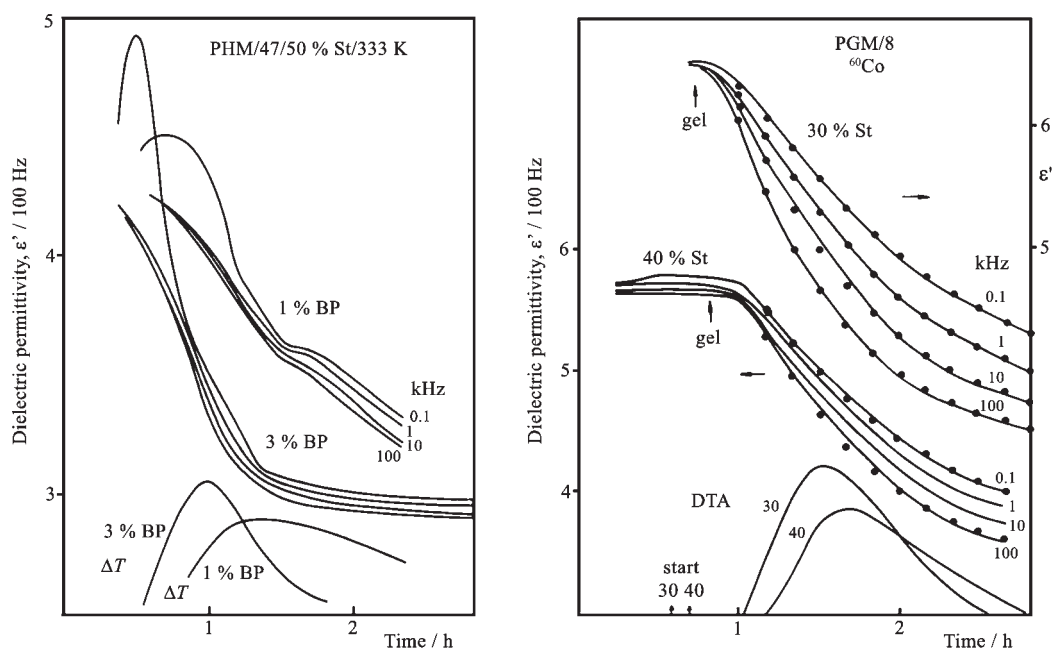 PHM/47/50 % St/333 K
5
4
3
Dielectric permittivity, ε’ / 100 Hz
1 % BP
kHz
0.1
1
10
100
3 % BP
3 % BP
ΔT
ΔT
1 % BP
1
2
Time / h
PGM/8
⁶⁰Co
gel
30 % St
6
ε'
5
kHz
0.1
1
10
100
6
5
4
Dielectric permittivity, ε’ / 100 Hz
40 % St
gel
0.1
1
10
100
DTA
30
40
start
30 40
1
2
Time / h